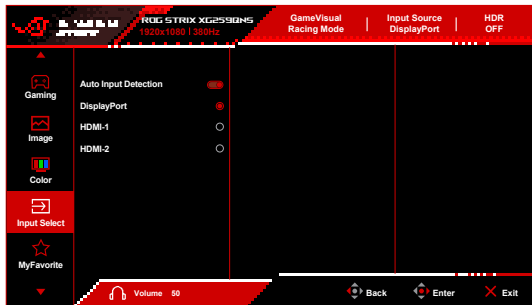 ROG STRIX XG259QNS
1920x1080 | 380Hz
GameVisual
Racing Mode
Input Source
DisplayPort
HDR
OFF
Gaming
Image
Color
Input Select
MyFavorite
Auto Input Detection
DisplayPort
HDMI-1
HDMI-2
Volume 50
Back
Enter
Exit